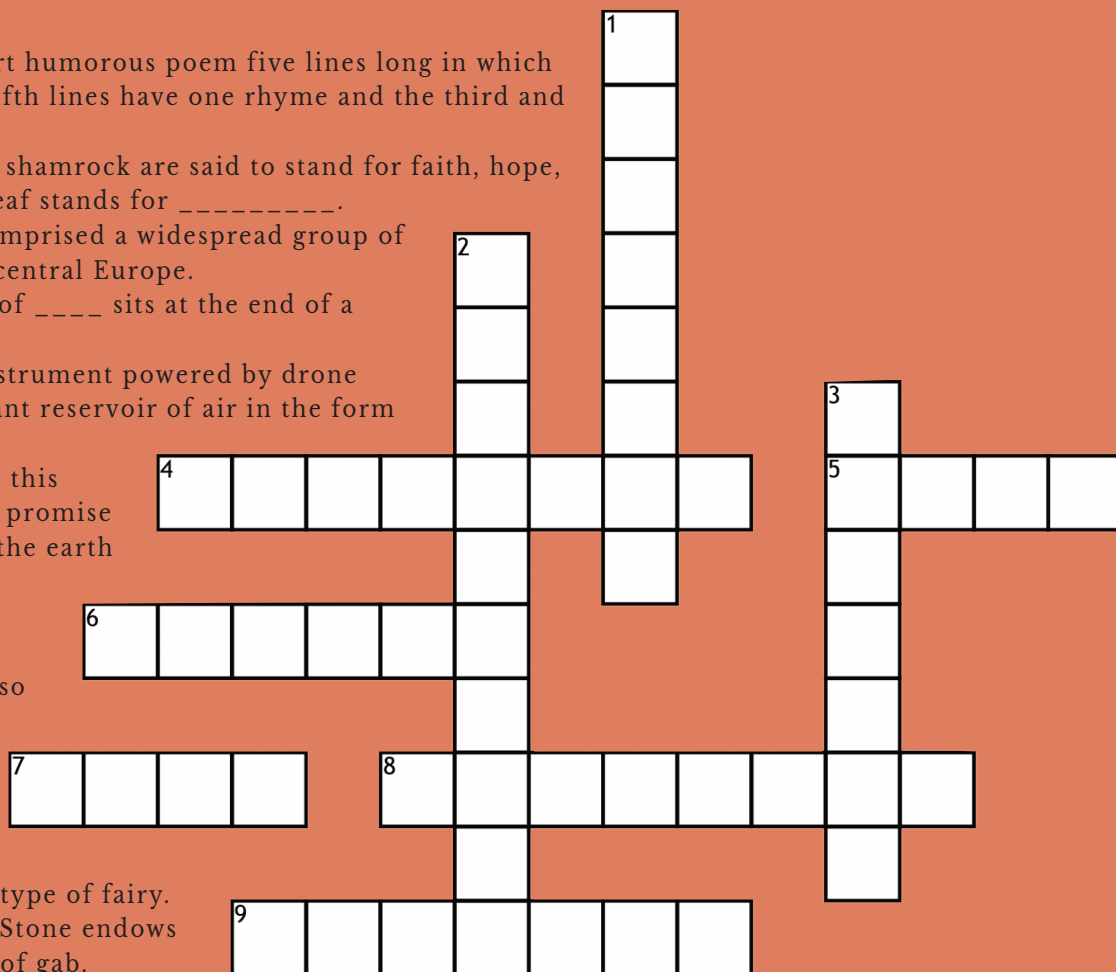 1
rt humorous poem five lines long in which
fth lines have one rhyme and the third and
shamrock are said to stand for faith, hope,
eaf stands for _________.
mprised a widespread group of
2
central Europe.
of ____ sits at the end of a
strument powered by drone
3
ant reservoir of air in the form
4
5
this
promise
the earth
6
so
7
8
type of fairy.
9
Stone endows
of gab.